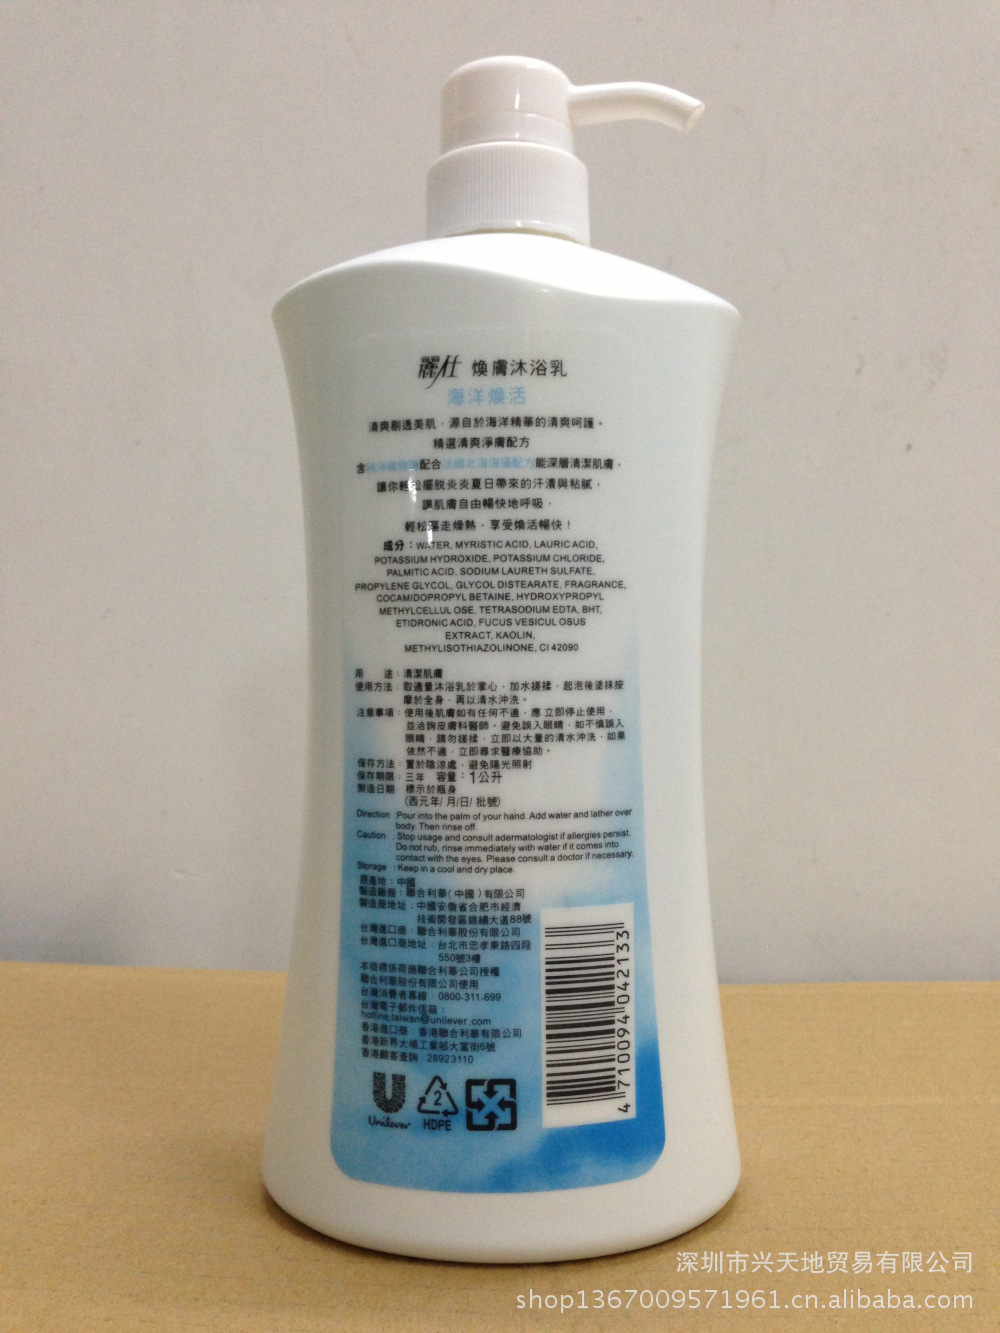 麗仕 煥膚沐浴乳
海洋煥活
清爽剔透美肌，源自於海洋精華的清爽呵護。
精選清爽淨膚配方
配合法國北海海藻配方能深層清潔肌膚，
讓你輕松擺脱炎炎夏日帶來的汗漬與粘膩，
讓肌膚自由暢快地呼吸，
輕松驅走燥熱，享受煥活暢快！
成分：WATER, MYRISTIC ACID, LAURIC ACID,
POTASSIUM HYDROXIDE, POTASSIUM CHLORIDE,
PALMITIC ACID, SODIUM LAURETH SULFATE,
PROPYLENE GLYCOL, GLYCOL DISTEARATE, FRAGRANCE,
COCAMIDOPROPYL BETAINE, HYDROXYPROPYL
METHYLCELLUL OSE, TETRASODIUM EDTA, BHT,
ETIDRONIC ACID, FUCUS VESICUL OSUS
EXTRACT, KAOLIN,
METHYLISOTHIAZOLINONE, CI 42090
用　途：清潔肌膚
使用方法：取適量沐浴乳於掌心，加水搓揉，起泡後塗抹按
摩於全身，再以清水沖洗。
注意事項：使用後肌膚如有任何不適，應 立即停止使用，
並洽詢皮膚科醫師。避免誤入眼睛，如不慎誤入
眼睛，請勿搓揉，立即以大量的清水沖洗，如果
依然不適，立即尋求醫療協助。
保存方法：置於陰涼處，避免陽光照射
保存期限：三年 容量：1公升
製造日期 標示於瓶身
(西元年/ 月/日/ 批號)
Direction :Pour into the palm of your hand. Add water and lather over
body. Then rinse off.
Caution :Stop usage and consult adermatologist if allergies persist.
Do not rub, rinse immediately with water if it comes into
contact with the eyes. Please consult a doctor if necessary.
Storage :Keep in a cool and dry place.
原產地：中國
製造廠商：聯合利華(中國)有限公司
製造商地址：中國安徽省合肥市經濟
技術開發區錦繡大道88號
台灣進口商：聯合利華股份有限公司
台灣進口商地址：台北市忠孝東路四段
550號3樓
本商標係荷商聯合利華公司授權
聯合利華股份有限公司使用
台灣消費者專線：0800-311-699
台灣電子郵件信箱：
hotline.taiwan@unilever.com
香港進口商：香港聯合利華有限公司
香港新界大埔工業邨大富街6號
香港顧客查詢：28923110
Unilever
2
HDPE
4710094042133
深圳市兴天地贸易有限公司
shop1367009571961.cn.alibaba.com